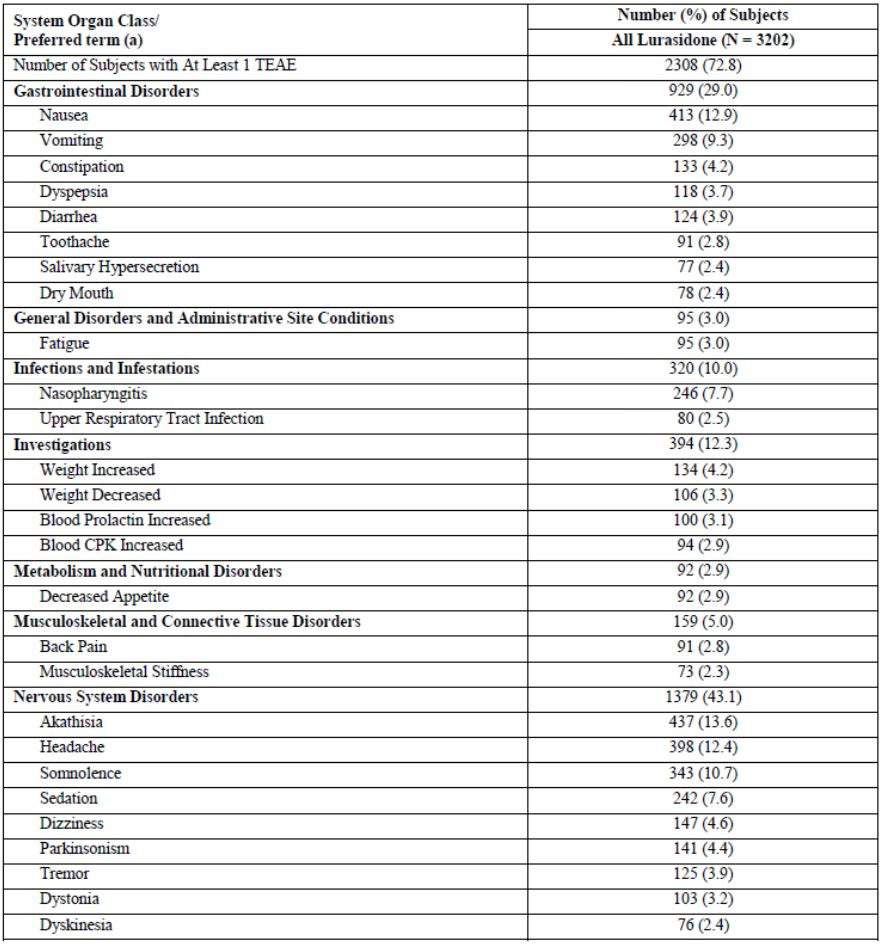 System Organ Class/
Preferred term (a)
Number (%) of Subjects
All Lurasidone (N = 3202)
Number of Subjects with At Least 1 TEAE 2308 (72.8)
Gastrointestinal Disorders 929 (29.0)
Nausea 413 (12.9)
Vomiting 298 (9.3)
Constipation 133 (4.2)
Dyspepsia 118 (3.7)
Diarrhea 124 (3.9)
Toothache 91 (2.8)
Salivary Hypersecretion 77 (2.4)
Dry Mouth 78 (2.4)
General Disorders and Administrative Site Conditions 95 (3.0)
Fatigue 95 (3.0)
Infections and Infestations 320 (10.0)
Nasopharyngitis 246 (7.7)
Upper Respiratory Tract Infection 80 (2.5)
Investigations 394 (12.3)
Weight Increased 134 (4.2)
Weight Decreased 106 (3.3)
Blood Prolactin Increased 100 (3.1)
Blood CPK Increased 94 (2.9)
Metabolism and Nutritional Disorders 92 (2.9)
Decreased Appetite 92 (2.9)
Musculoskeletal and Connective Tissue Disorders 159 (5.0)
Back Pain 91 (2.8)
Musculoskeletal Stiffness 73 (2.3)
Nervous System Disorders 1379 (43.1)
Akathisia 437 (13.6)
Headache 398 (12.4)
Somnolence 343 (10.7)
Sedation 242 (7.6)
Dizziness 147 (4.6)
Parkinsonism 141 (4.4)
Tremor 125 (3.9)
Dystonia 103 (3.2)
Dyskinesia 76 (2.4)